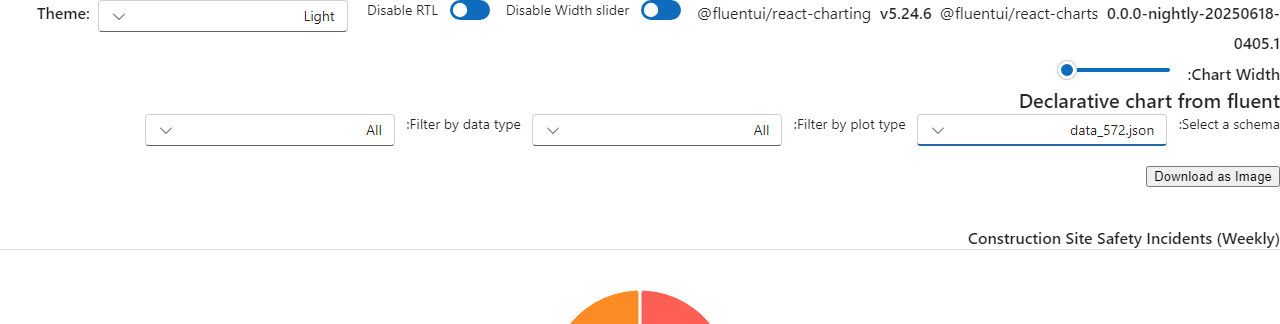 Theme: Light Disable RTL Disable Width slider @fluentui/react-charting v5.24.6 @fluentui/react-charts 0.0.0-nightly-20250618-
0405.1
:Chart Width
Declarative chart from fluent
All :Filter by data type All :Filter by plot type data_572.json :Select a schema
Download as Image
Construction Site Safety Incidents (Weekly)